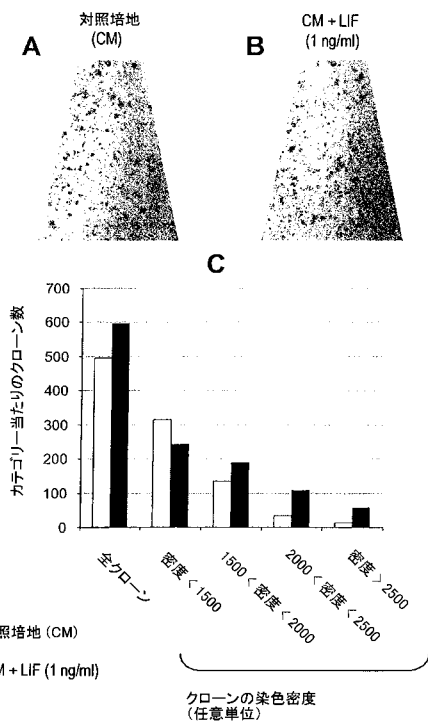 A
対照培地
(CM)
B
CM + LIF
(1 ng/ml)
C
カテゴリー当たりのクローン数
700
600
500
400
300
200
100
0
全クローン
密度 < 1500
1500 < 密度 < 2000
2000 < 密度 < 2500
密度 > 2500
照培地 (CM)
M + LIF (1 ng/ml)
クローンの染色密度
(任意単位)